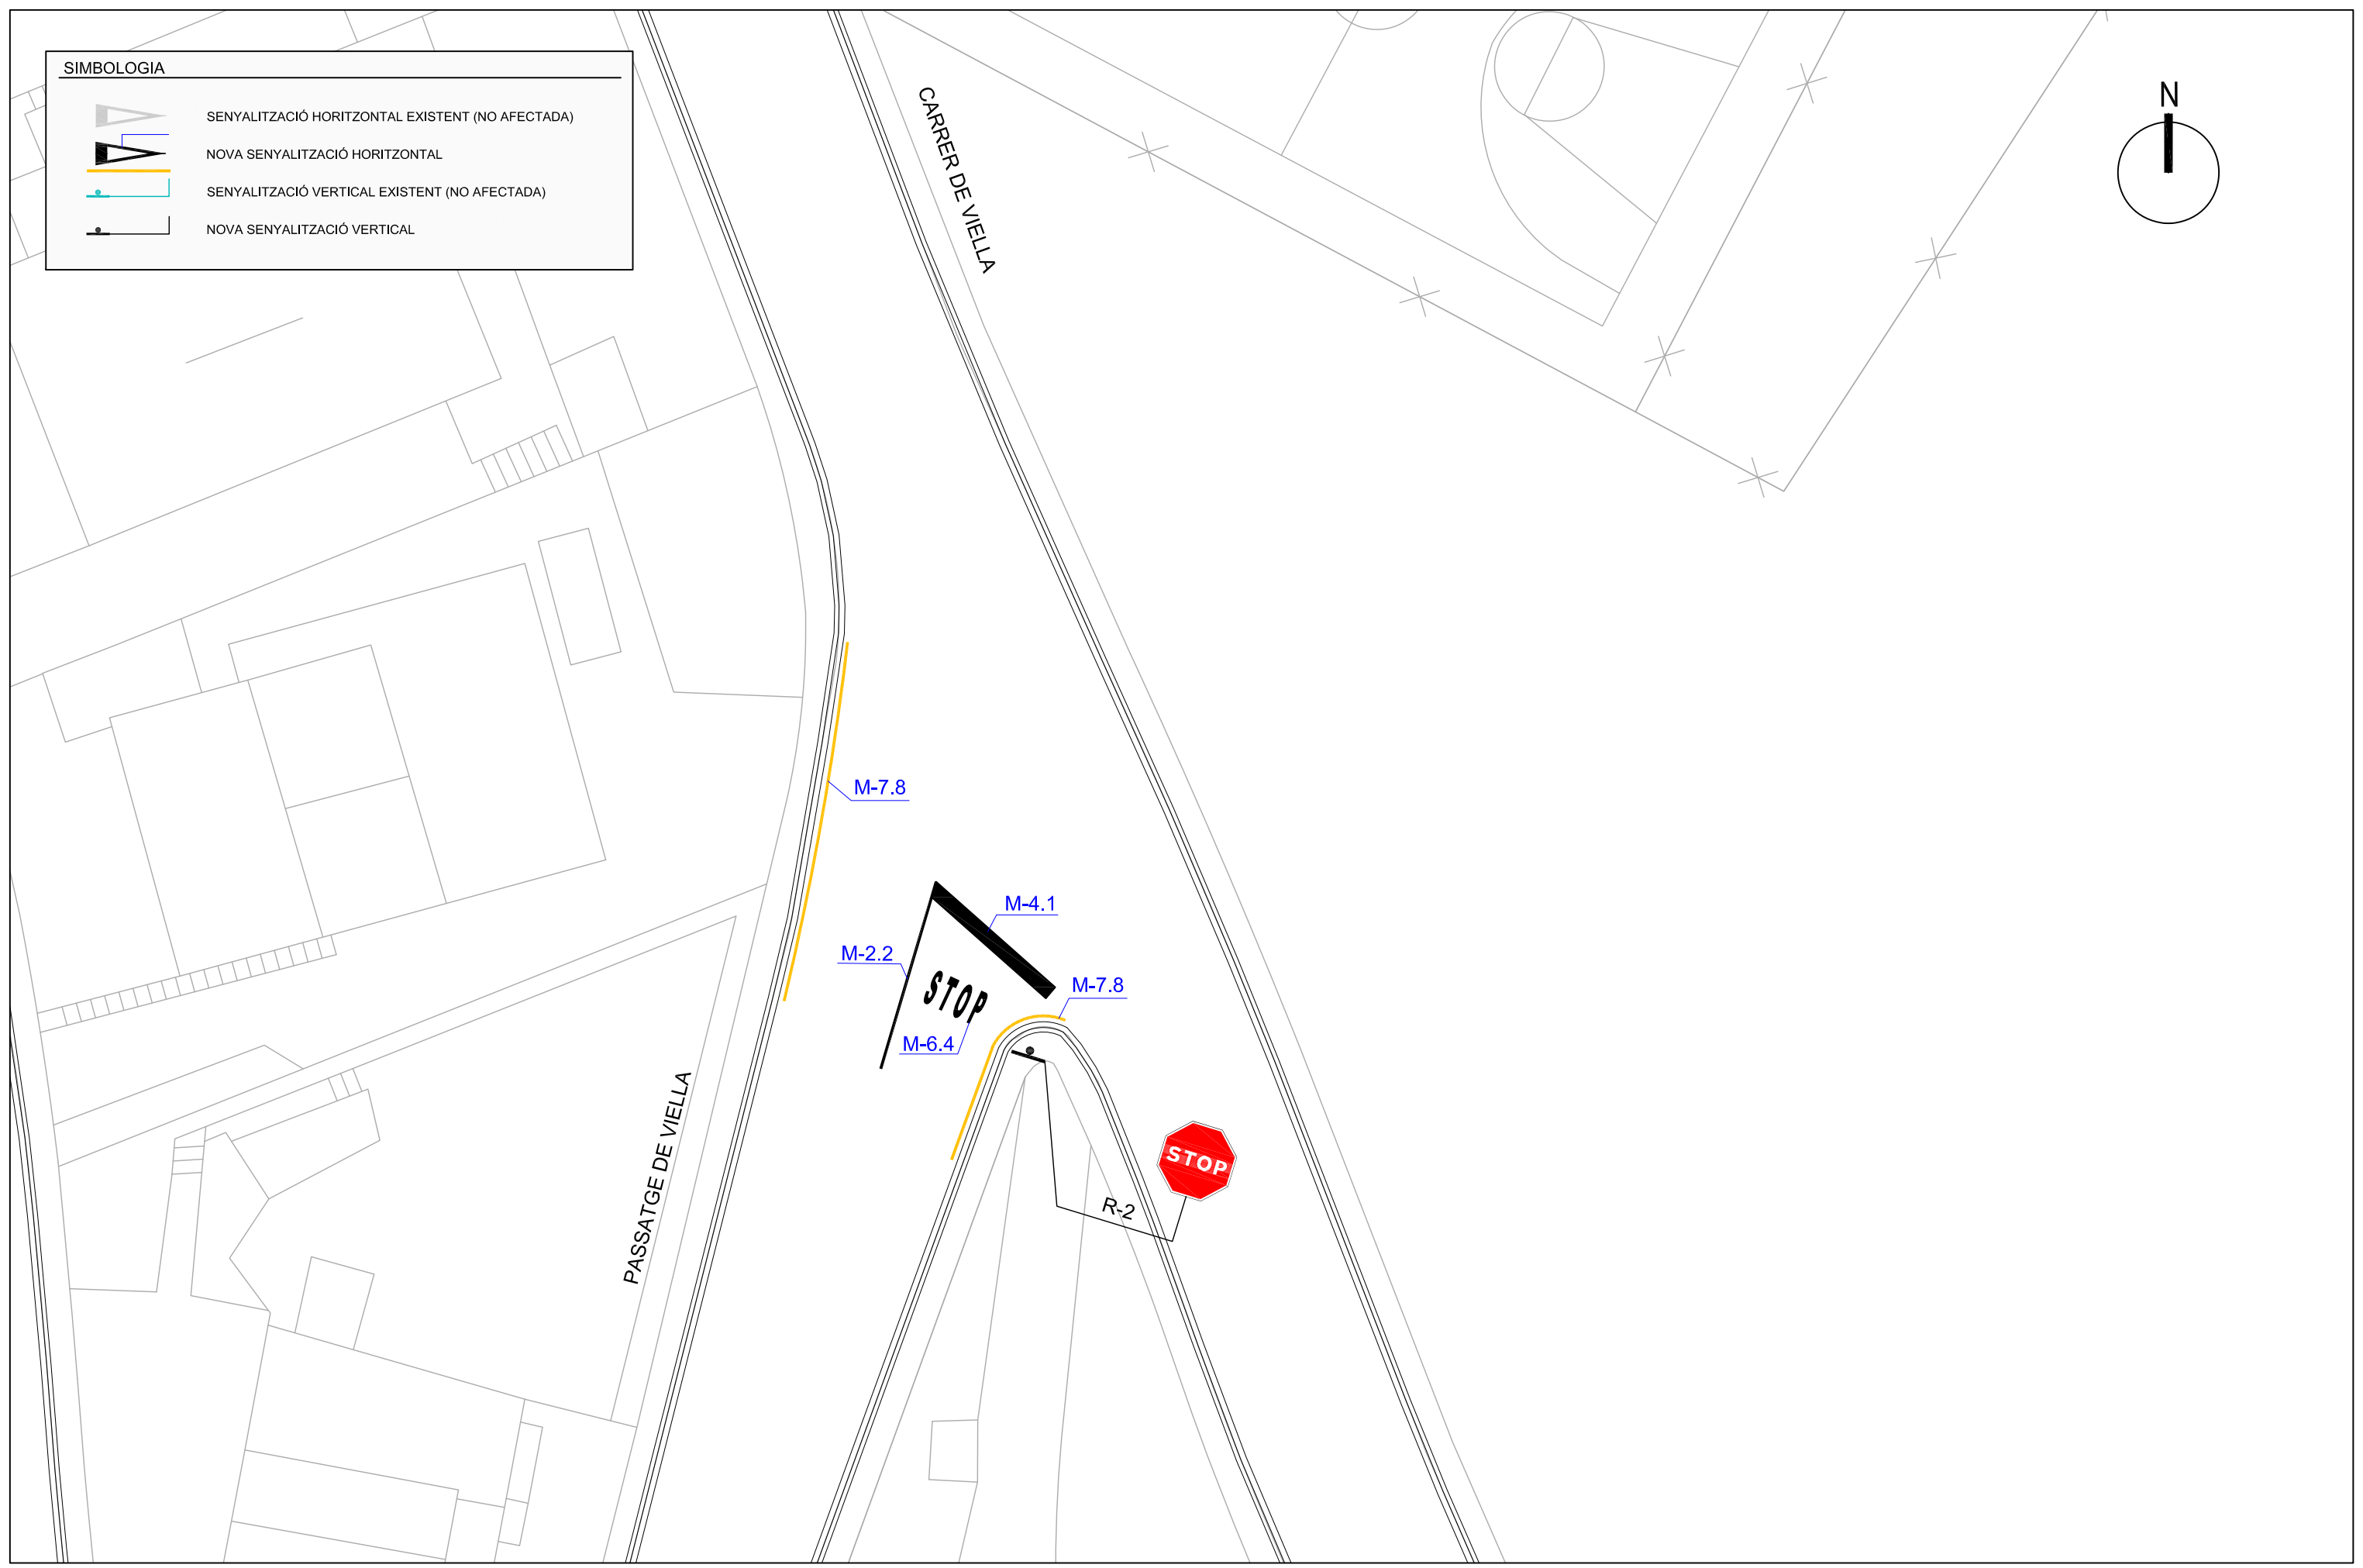 SIMBOLOGIA
SENYALITZACIÓ HORITZONTAL EXISTENT (NO AFECTADA)
NOVA SENYALITZACIÓ HORITZONTAL
SENYALITZACIÓ VERTICAL EXISTENT (NO AFECTADA)
NOVA SENYALITZACIÓ VERTICAL
N
CARRER DE VIELLA
M-7.8
M-4.1
M-2.2
STOP
M-7.8
M-6.4
PASSATGE DE VIELLA
STOP
R-2